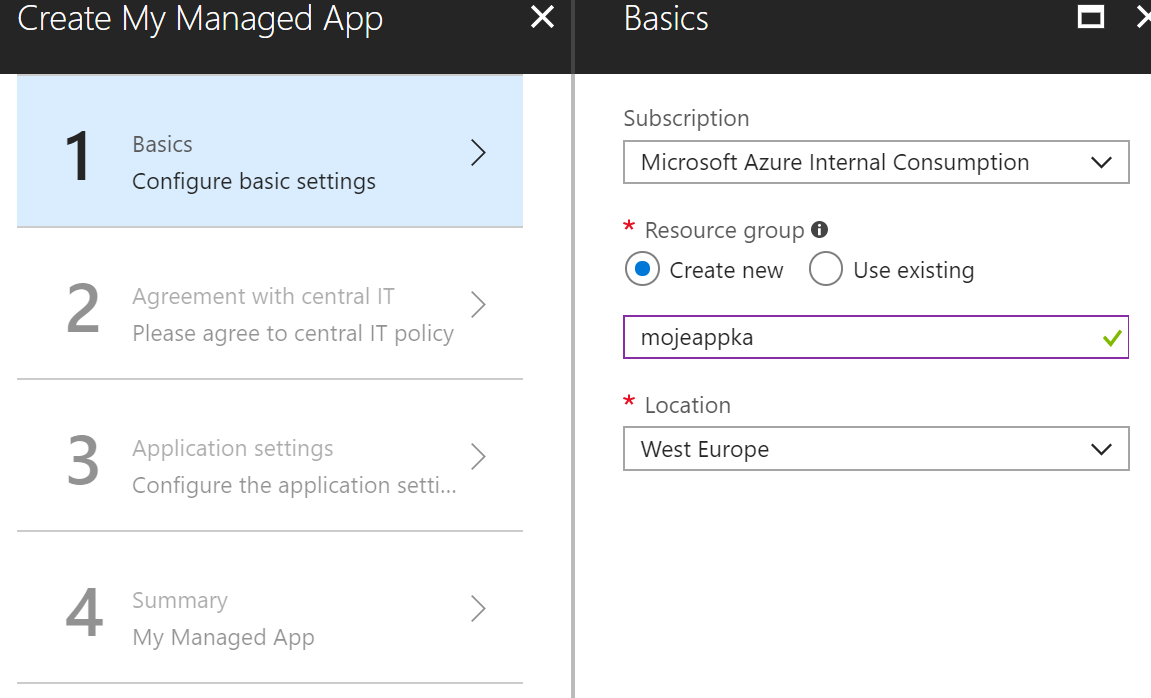 Create My Managed App
1
Basics
Configure basic settings
2
Agreement with central IT
Please agree to central IT policy
3
Application settings
Configure the application setti...
4
Summary
My Managed App
Basics
Subscription
Microsoft Azure Internal Consumption
* Resource group
Create new Use existing
mojeappka
* Location
West Europe